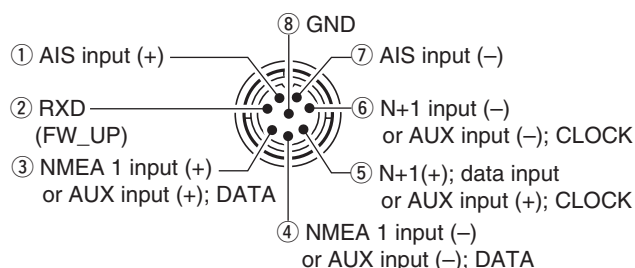 ⑧ GND
① AIS input (+)
⑦ AIS input (–)
② RXD
(FW_UP)
⑥ N+1 input (–)
or AUX input (–); CLOCK
③ NMEA 1 input (+)
or AUX input (+); DATA
⑤ N+1(+); data input
or AUX input (+); CLOCK
④ NMEA 1 input (–)
or AUX input (–); DATA